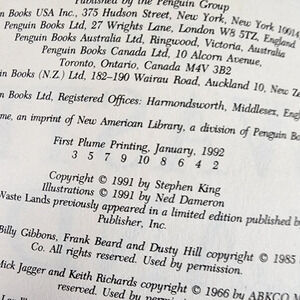 Published by the Penguin Group
Books USA Inc., 375 Hudson Street, New York, New York 10014
Penguin Books Ltd, 27 Wrights Lane, London W8 5TZ, England
Penguin Books Australia Ltd, Ringwood, Victoria, Australia
Penguin Books Canada Ltd, 10 Alcorn Avenue,
Toronto, Ontario, Canada M4V 3B2
Books (N.Z.) Ltd, 182-190 Wairau Road, Auckland 10, New
Books Ltd, Registered Offices: Harmondsworth, Middlesex,
me, an imprint of New American Library, a division of Penguin
First Plume Printing, January, 1992
3 5 7 9 10 8 6 4 2
Copyright © 1991 by Stephen King
Illustrations © 1991 by Ned Dameron
Waste Lands previously appeared in a limited edition published
Publisher, Inc.
Billy Gibbons, Frank Beard and Dusty Hill copyright © 1985
Co. All rights reserved. Used by permission.
Mick Jagger and Keith Richards copyright © 1966 by ABKCO
reserved. Used by permission.